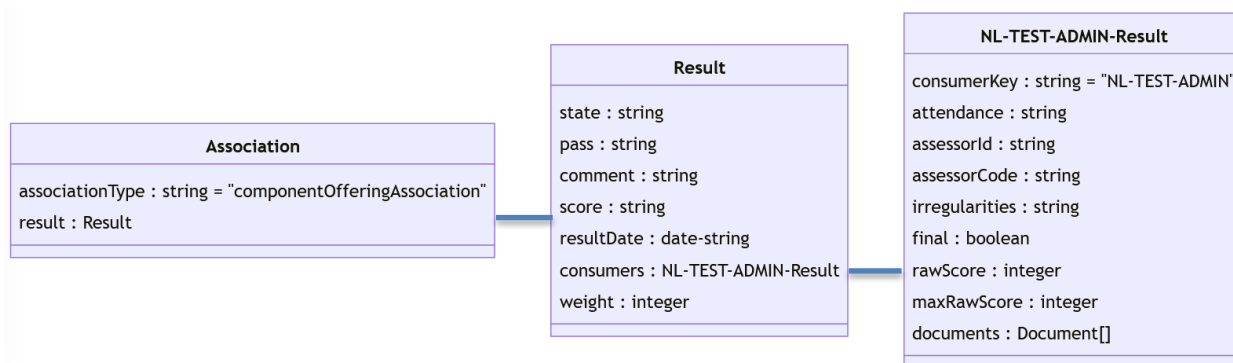 Association
associationType : string = "componentOfferingAssociation"
result : Result
Result
state : string
pass : string
comment : string
score : string
resultDate : date-string
consumers : NL-TEST-ADMIN-Result
weight : integer
NL-TEST-ADMIN-Result
consumerKey : string = "NL-TEST-ADMIN"
attendance : string
assessorId : string
assessorCode : string
irregularities : string
final : boolean
rawScore : integer
maxRawScore : integer
documents : Document[]